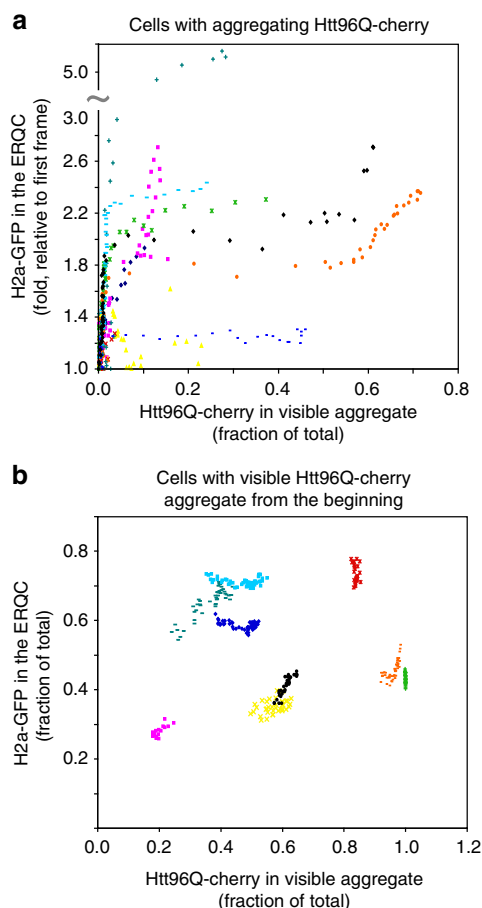 a
Cells with aggregating Htt96Q-cherry
H2a-GFP in the ERQC
(fold, relative to first frame)
5.0
~
3.0
2.6
2.2
1.8
1.4
1.0
0.0 0.2 0.4 0.6 0.8
Htt96Q-cherry in visible aggregate
(fraction of total)
b
Cells with visible Htt96Q-cherry
aggregate from the beginning
H2a-GFP in the ERQC
(fraction of total)
0.8
0.6
0.4
0.2
0.0 0.2 0.4 0.6 0.8 1.0 1.2
Htt96Q-cherry in visible aggregate
(fraction of total)